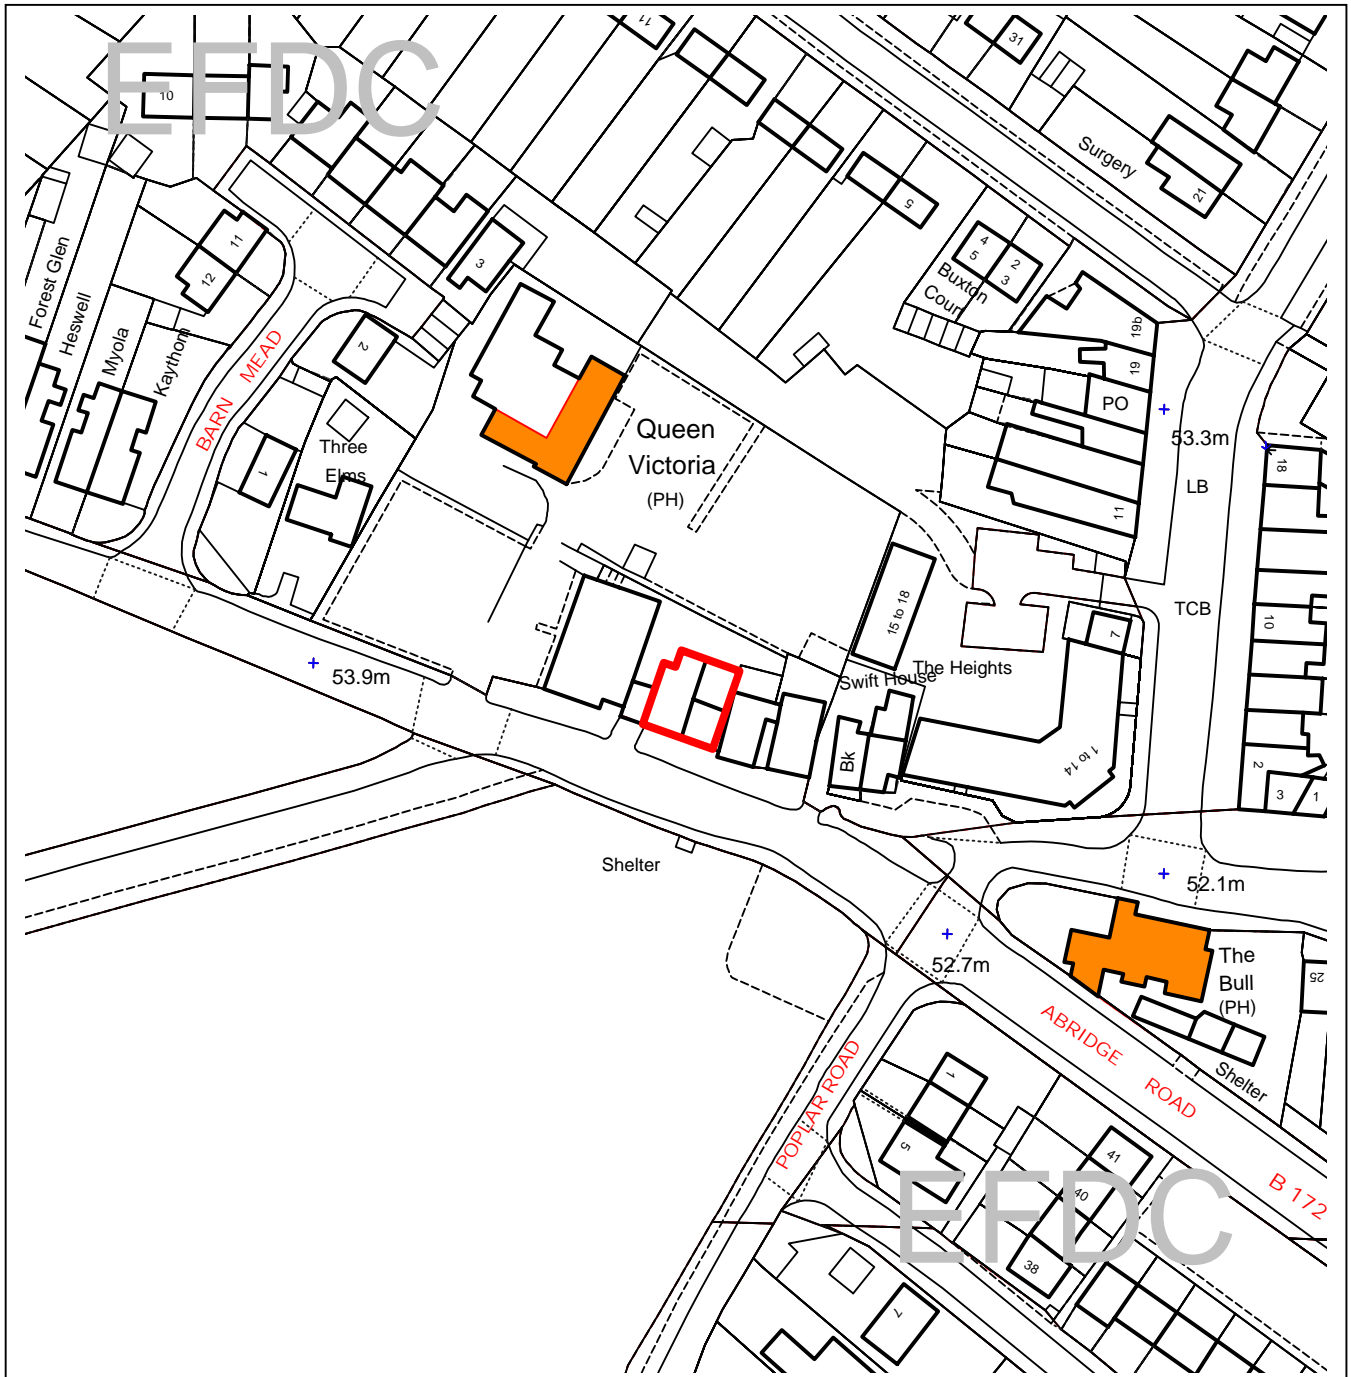 EFDC
10
11
31
Surgery
21
5
3
4
5
2
3
Buxton
Court
19b
19
PO
53.3m
18
LB
11
TCB
10
7
2
3
1
Forest Glen
Heswell
Myola
Kaythorn
11
12
BARN MEAD
2
1
Three
Elms
Queen
Victoria
(PH)
15 to 18
The Heights
Swift House
Bk
1 to 14
53.9m
Shelter
52.1m
52.7m
The
Bull
(PH)
25
Shelter
ABRIDGE ROAD
B 172
POPLAR ROAD
1
5
41
40
38
7
EFDC